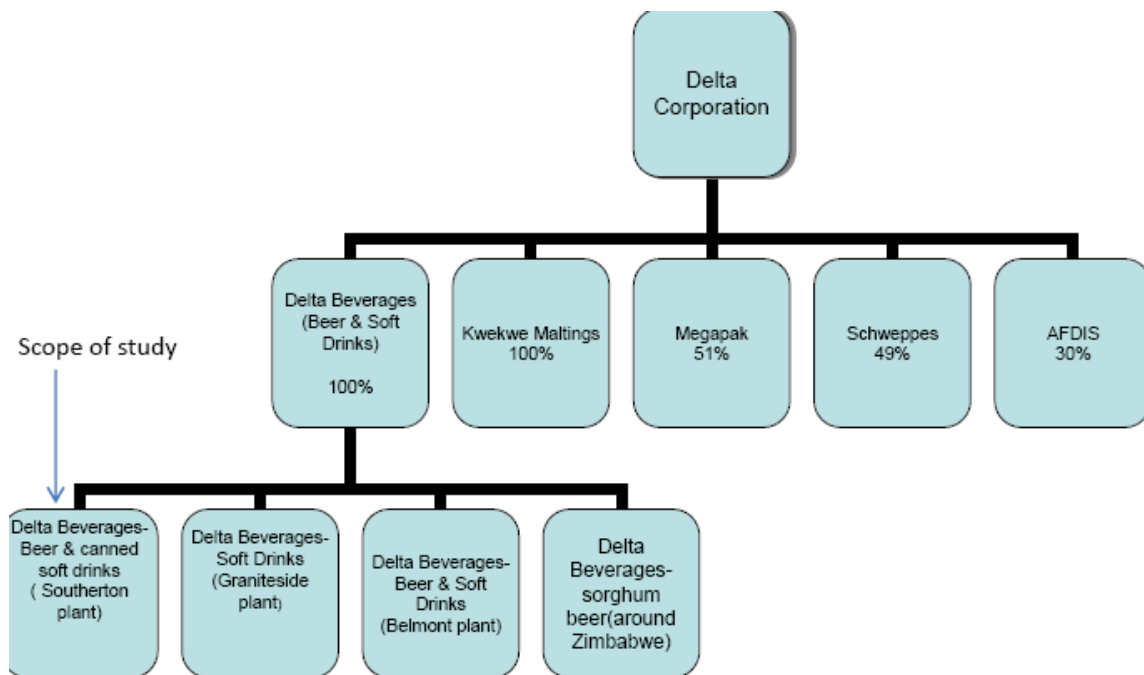 Delta
Corporation
Delta Beverages
(Beer & Soft
Drinks)
100%
Kwekwe Maltings
100%
Megapak
51%
Schweppes
49%
AFDIS
30%
Scope of study
Delta Beverages-
Beer & canned
soft drinks
( Southerton
plant)
Delta Beverages-
Soft Drinks
(Graniteside
plant)
Delta Beverages-
Beer & Soft
Drinks
(Belmont plant)
Delta
Beverages-
sorghum
beer(around
Zimbabwe)